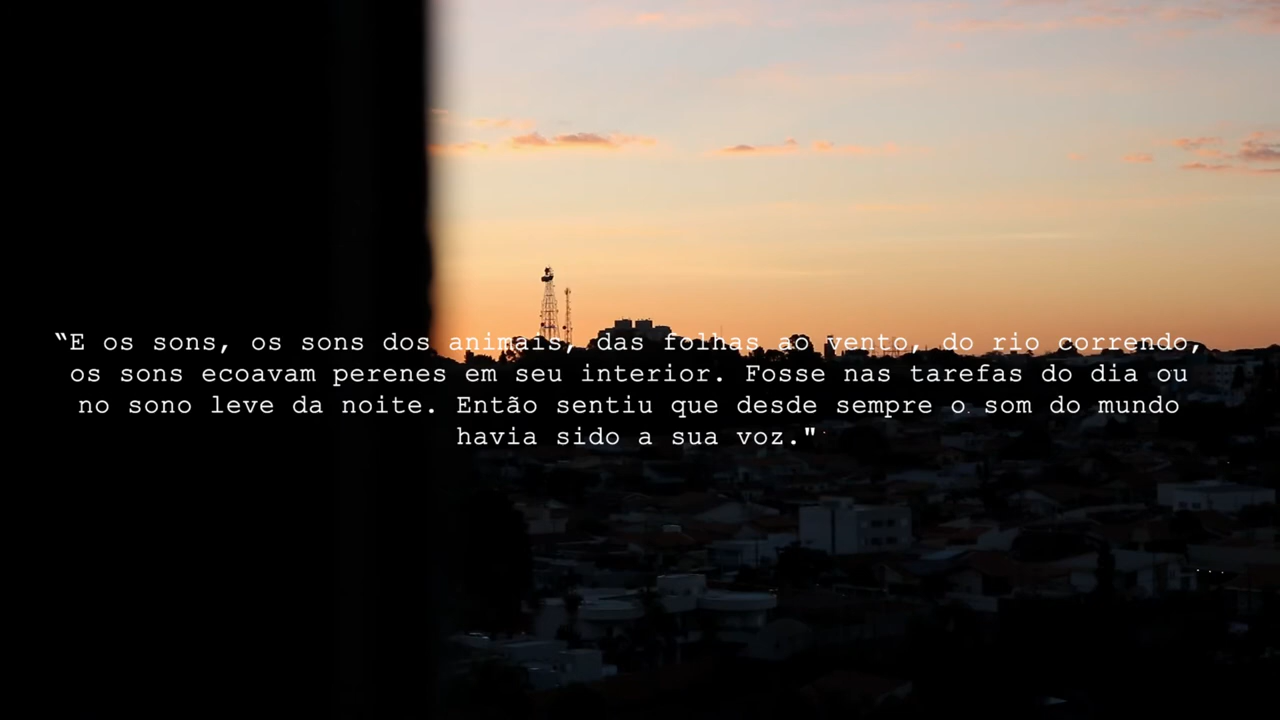 “E os sons, os sons dos animais, das folhas ao vento, do rio correndo,
os sons ecoavam perenes em seu interior. Fosse nas tarefas do dia ou
no sono leve da noite. Então sentiu que desde sempre o som do mundo
havia sido a sua voz."